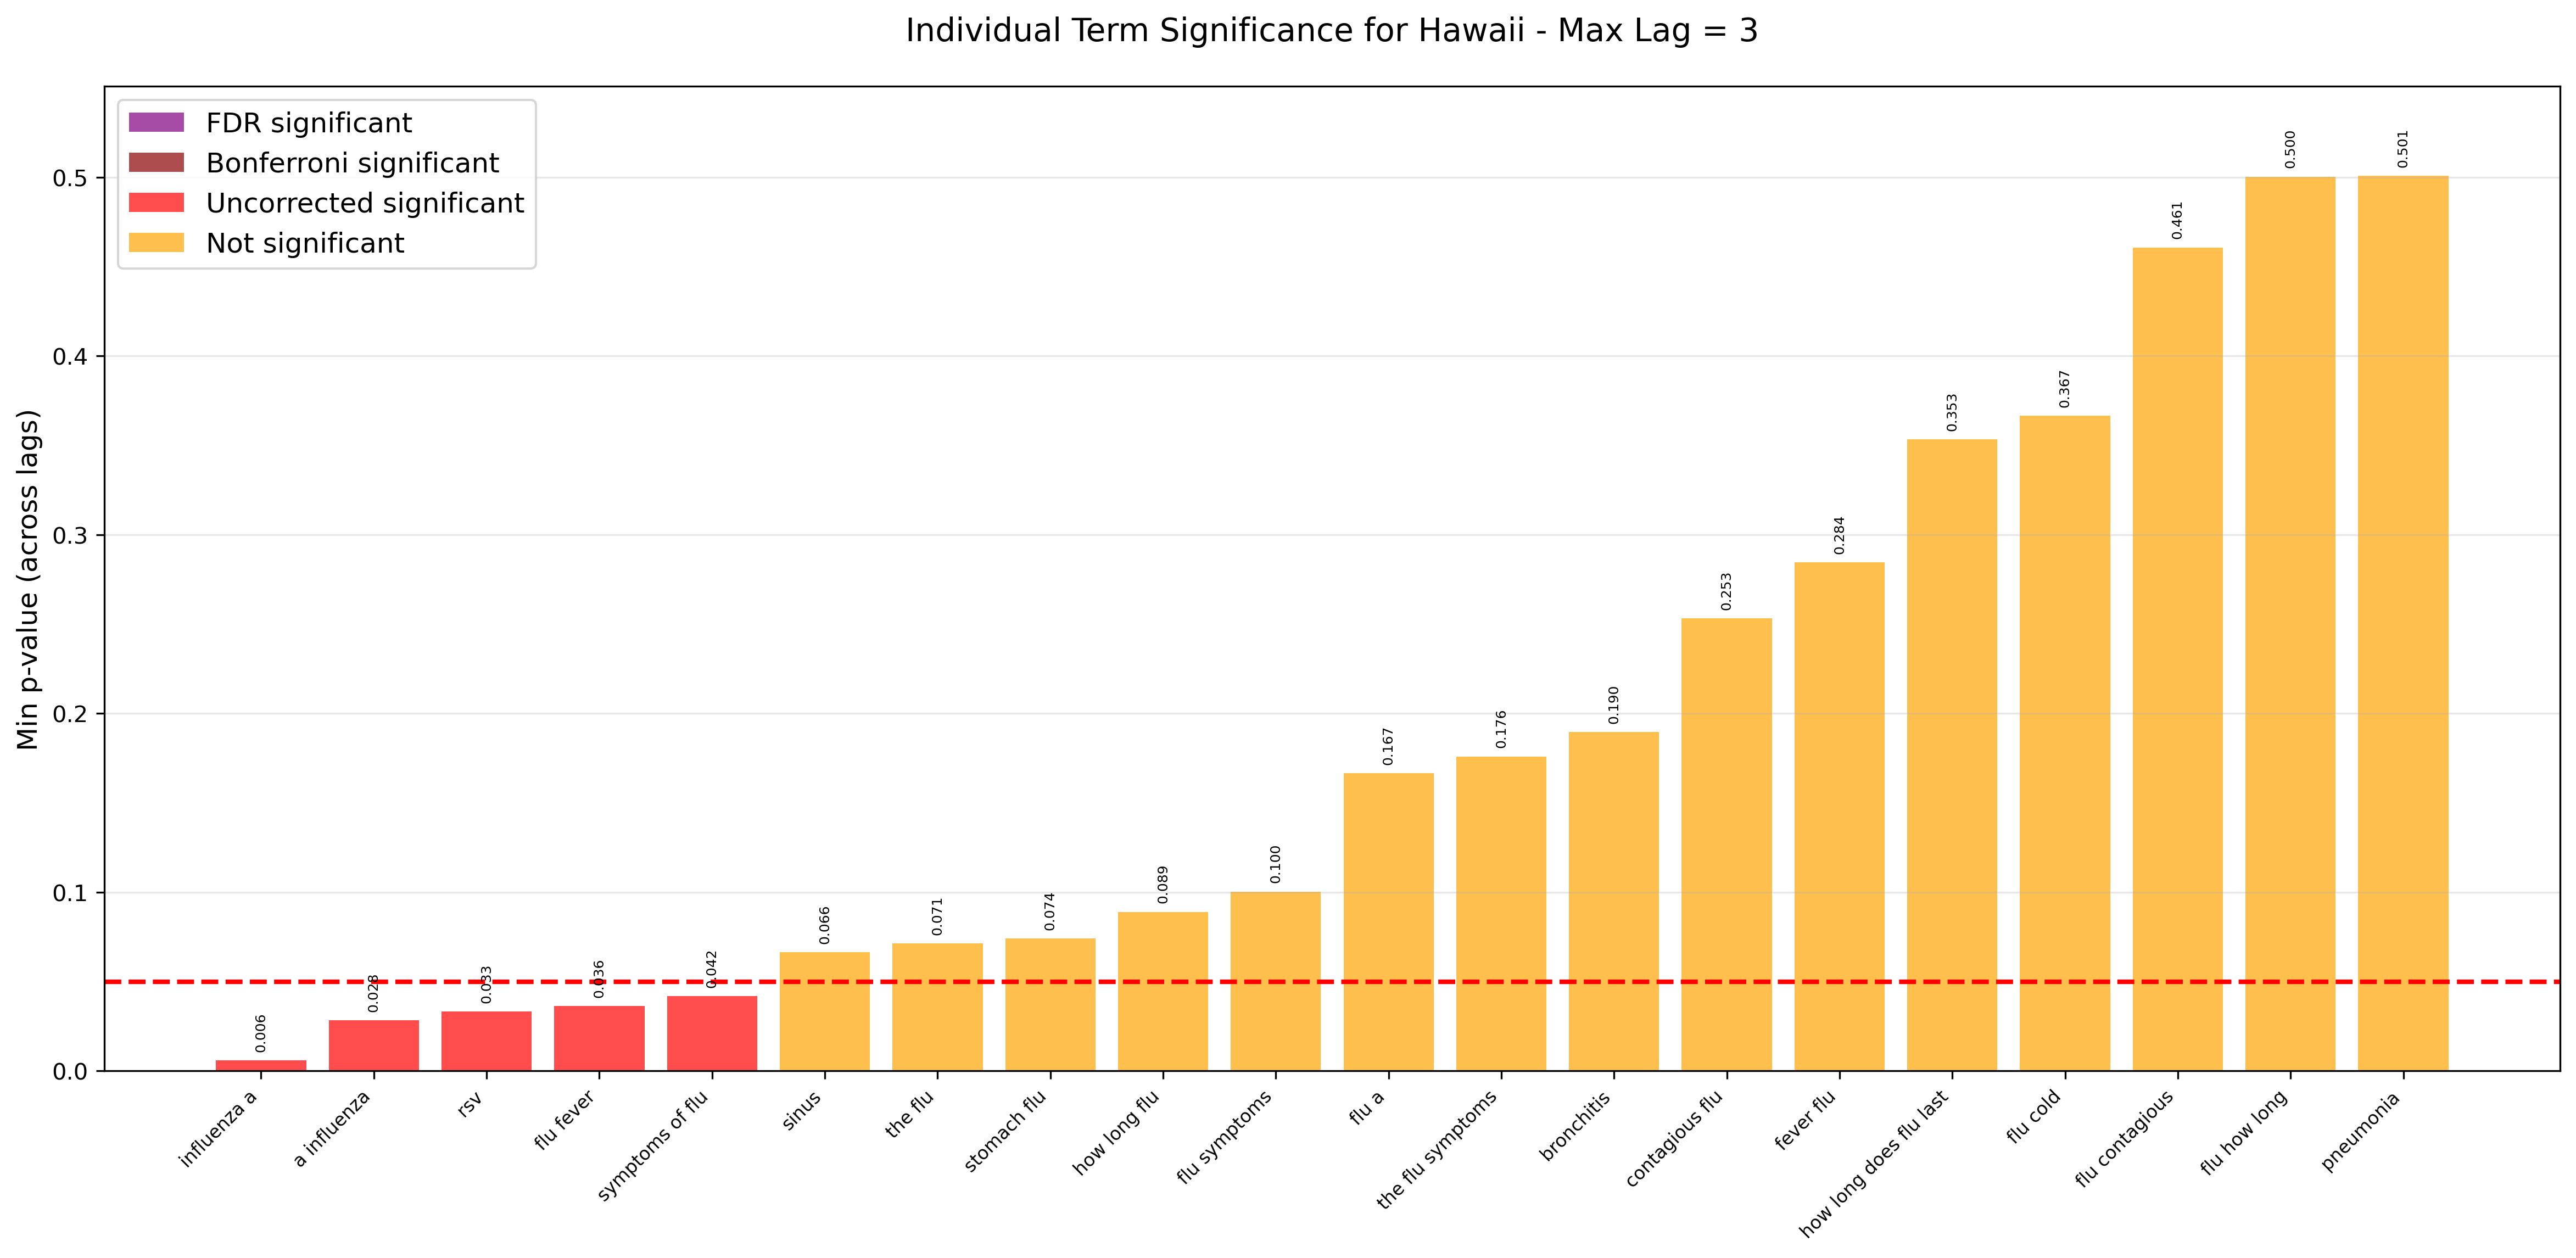 Individual Term Significance for Hawaii - Max Lag = 3
FDR significant
Bonferroni significant
Uncorrected significant
Not significant
Min p-value (across lags)
0.5
0.4
0.3
0.2
0.1
0.0
0.006
0.028
0.033
0.036
0.042
0.066
0.071
0.074
0.089
0.100
0.167
0.176
0.190
0.253
0.284
0.353
0.367
0.461
0.500
0.501
influenza a
a influenza
rsv
flu fever
symptoms of flu
sinus
the flu
stomach flu
how long flu
flu symptoms
flu a
the flu symptoms
bronchitis
contagious flu
fever flu
how long does flu last
flu cold
flu contagious
flu how long
pneumonia